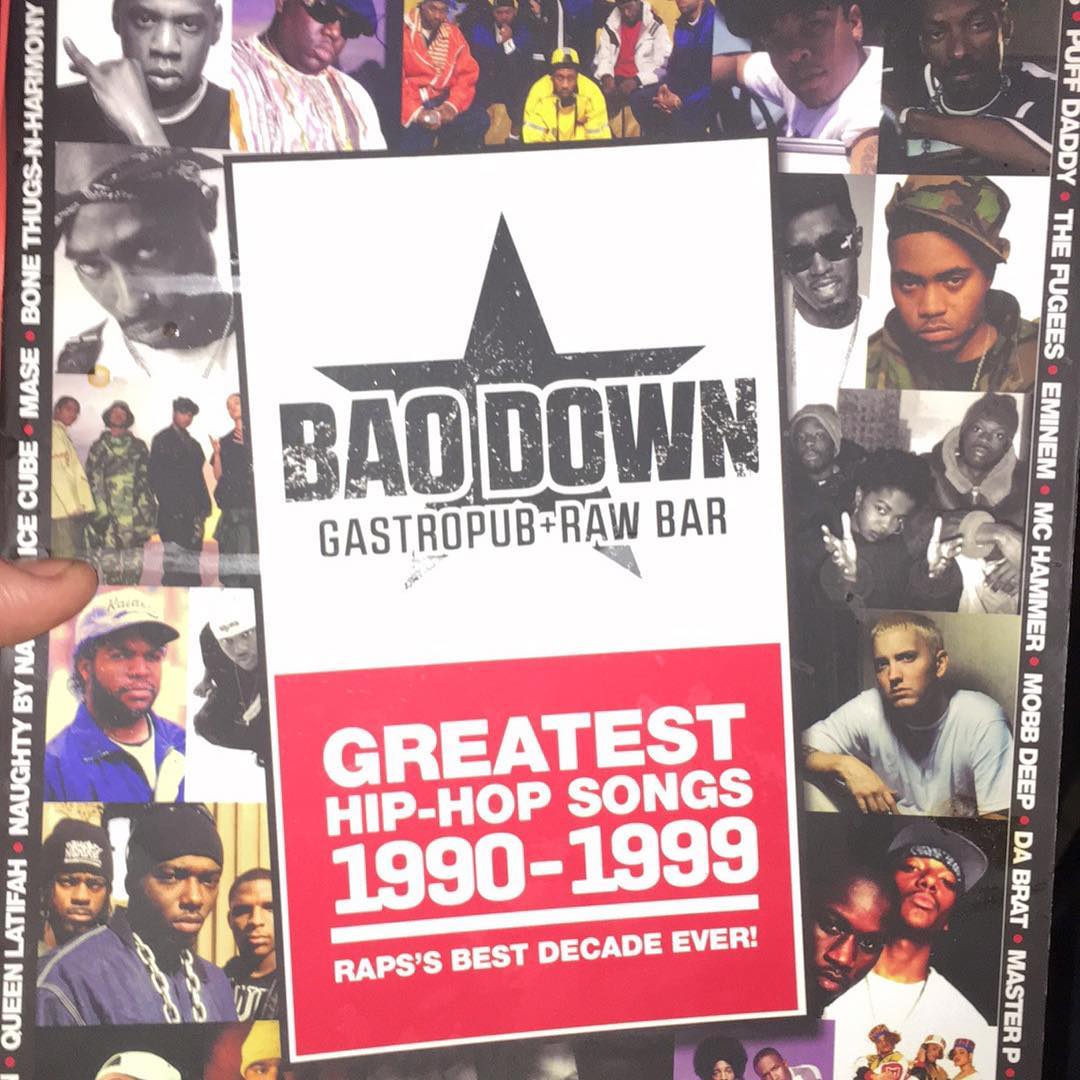 BAO DOWN
GASTROPUB+RAW BAR
GREATEST
HIP-HOP SONGS
1990-1999
RAPS'S BEST DECADE EVER!
• QUEEN LATIFAH • NAUGHTY BY NA
ICE CUBE • MASE • BONE THUGS-N-HARMONY
• PUFF DADDY • THE FUGEES • EMINEM • MC HAMMER • MOBB DEEP • DA BRAT • MASTER P •